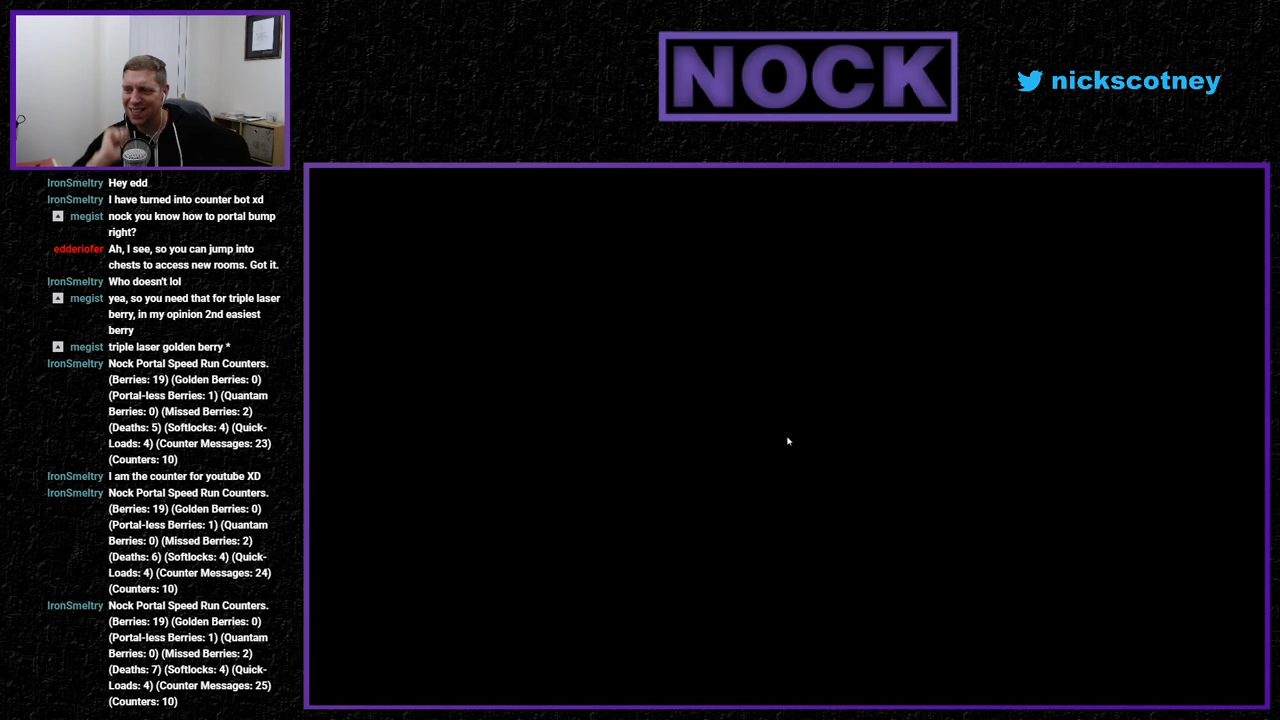 NOCK
nickscotney
IronSmeltry Hey edd
IronSmeltry I have turned into counter bot xd
megist nock you know how to portal bump
right?
edderiofer Ah, I see, so you can jump into
chests to access new rooms. Got it.
IronSmeltry Who doesn't lol
megist yea, so you need that for triple laser
berry, in my opinion 2nd easiest
berry
megist triple laser golden berry *
IronSmeltry Nock Portal Speed Run Counters.
(Berries: 19) (Golden Berries: 0)
(Portal-less Berries: 1) (Quantam
Berries: 0) (Missed Berries: 2)
(Deaths: 5) (Softlocks: 4) (Quick-
Loads: 4) (Counter Messages: 23)
(Counters: 10)
IronSmeltry I am the counter for youtube XD
IronSmeltry Nock Portal Speed Run Counters.
(Berries: 19) (Golden Berries: 0)
(Portal-less Berries: 1) (Quantam
Berries: 0) (Missed Berries: 2)
(Deaths: 6) (Softlocks: 4) (Quick-
Loads: 4) (Counter Messages: 24)
(Counters: 10)
IronSmeltry Nock Portal Speed Run Counters.
(Berries: 19) (Golden Berries: 0)
(Portal-less Berries: 1) (Quantam
Berries: 0) (Missed Berries: 2)
(Deaths: 7) (Softlocks: 4) (Quick-
Loads: 4) (Counter Messages: 25)
(Counters: 10)